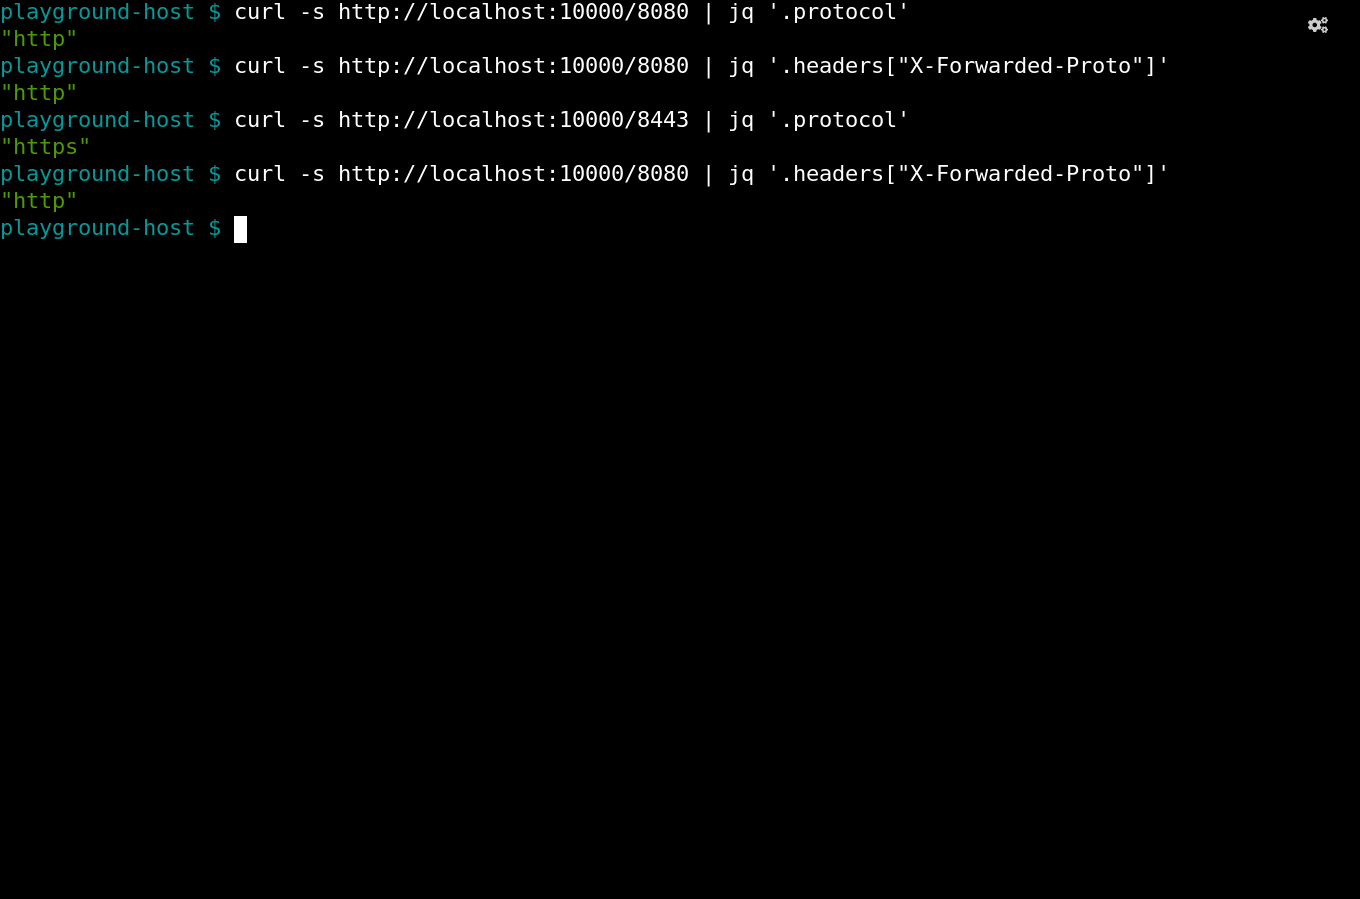 playground-host $ curl -s http://localhost:10000/8080 | jq '.protocol'
"http"
playground-host $ curl -s http://localhost:10000/8080 | jq '.headers["X-Forwarded-Proto"]'
"http"
playground-host $ curl -s http://localhost:10000/8443 | jq '.protocol'
"https"
playground-host $ curl -s http://localhost:10000/8080 | jq '.headers["X-Forwarded-Proto"]'
"http"
playground-host $